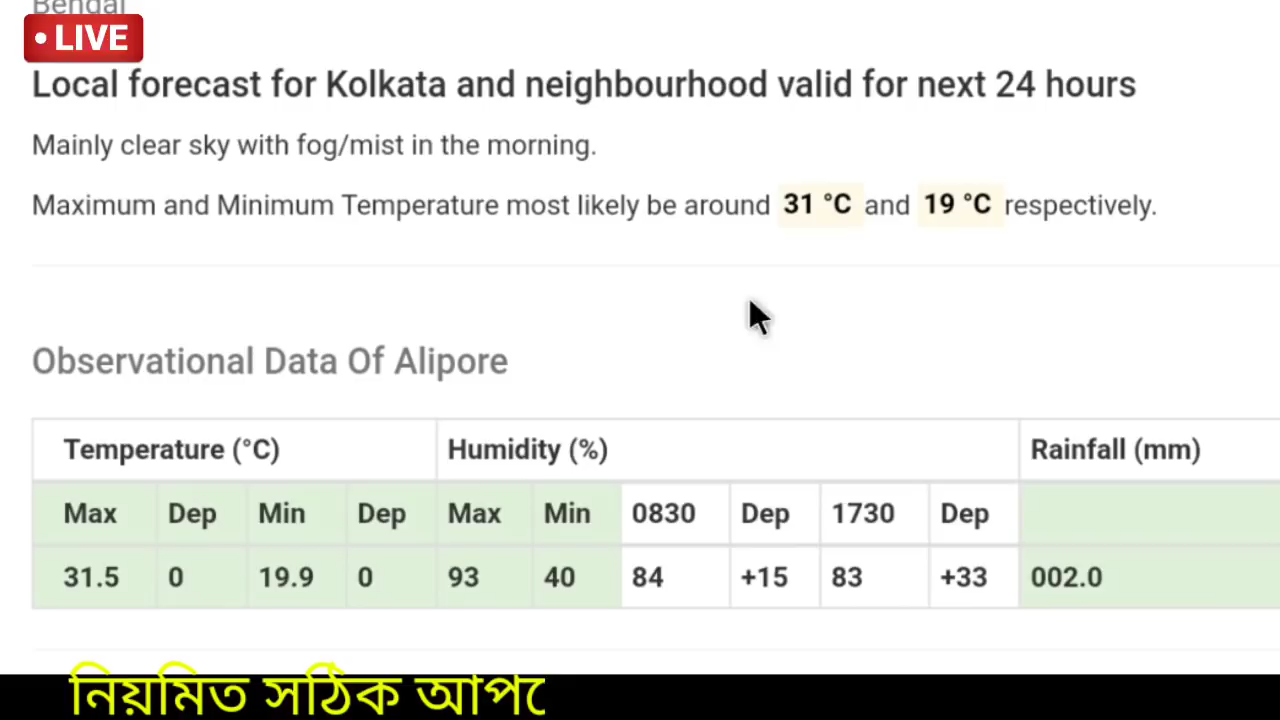 Bengal
• LIVE
Local forecast for Kolkata and neighbourhood valid for next 24 hours
Mainly clear sky with fog/mist in the morning.
Maximum and Minimum Temperature most likely be around 31 °C and 19 °C respectively.
Observational Data Of Alipore
Temperature (°C) Humidity (%) Rainfall (mm)
Max Dep Min Dep Max Min 0830 Dep 1730 Dep
31.5 0 19.9 0 93 40 84 +15 83 +33 002.0
নিয়মিত সঠিক